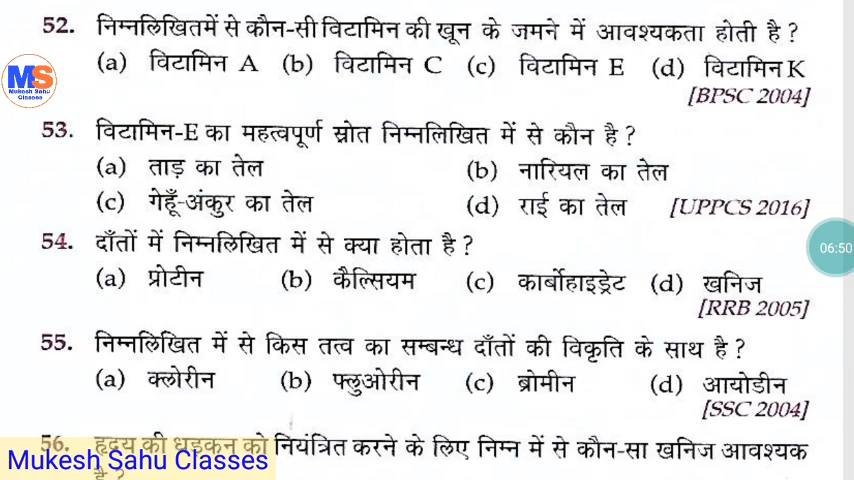 52. निम्नलिखितमें से कौन-सी विटामिन की खून के जमने में आवश्यकता होती है ?
(a) विटामिन A (b) विटामिन C (c) विटामिन E (d) विटामिन K
[BPSC 2004]
MS
Mukesh Sahu
Classes
53. विटामिन-E का महत्वपूर्ण स्रोत निम्नलिखित में से कौन है ?
(a) ताड़ का तेल (b) नारियल का तेल
(c) गेहूँ-अंकुर का तेल (d) राई का तेल [UPPCS 2016]
54. दाँतों में निम्नलिखित में से क्या होता है ?
06:50
(a) प्रोटीन (b) कैल्सियम (c) कार्बोहाइड्रेट (d) खनिज
[RRB 2005]
55. निम्नलिखित में से किस तत्व का सम्बन्ध दाँतों की विकृति के साथ है ?
(a) क्लोरीन (b) फ्लुओरीन (c) ब्रोमीन (d) आयोडीन
[SSC 2004]
56. हृदय की धड़कन को नियंत्रित करने के लिए निम्न में से कौन-सा खनिज आवश्यक
है ?
Mukesh Sahu Classes